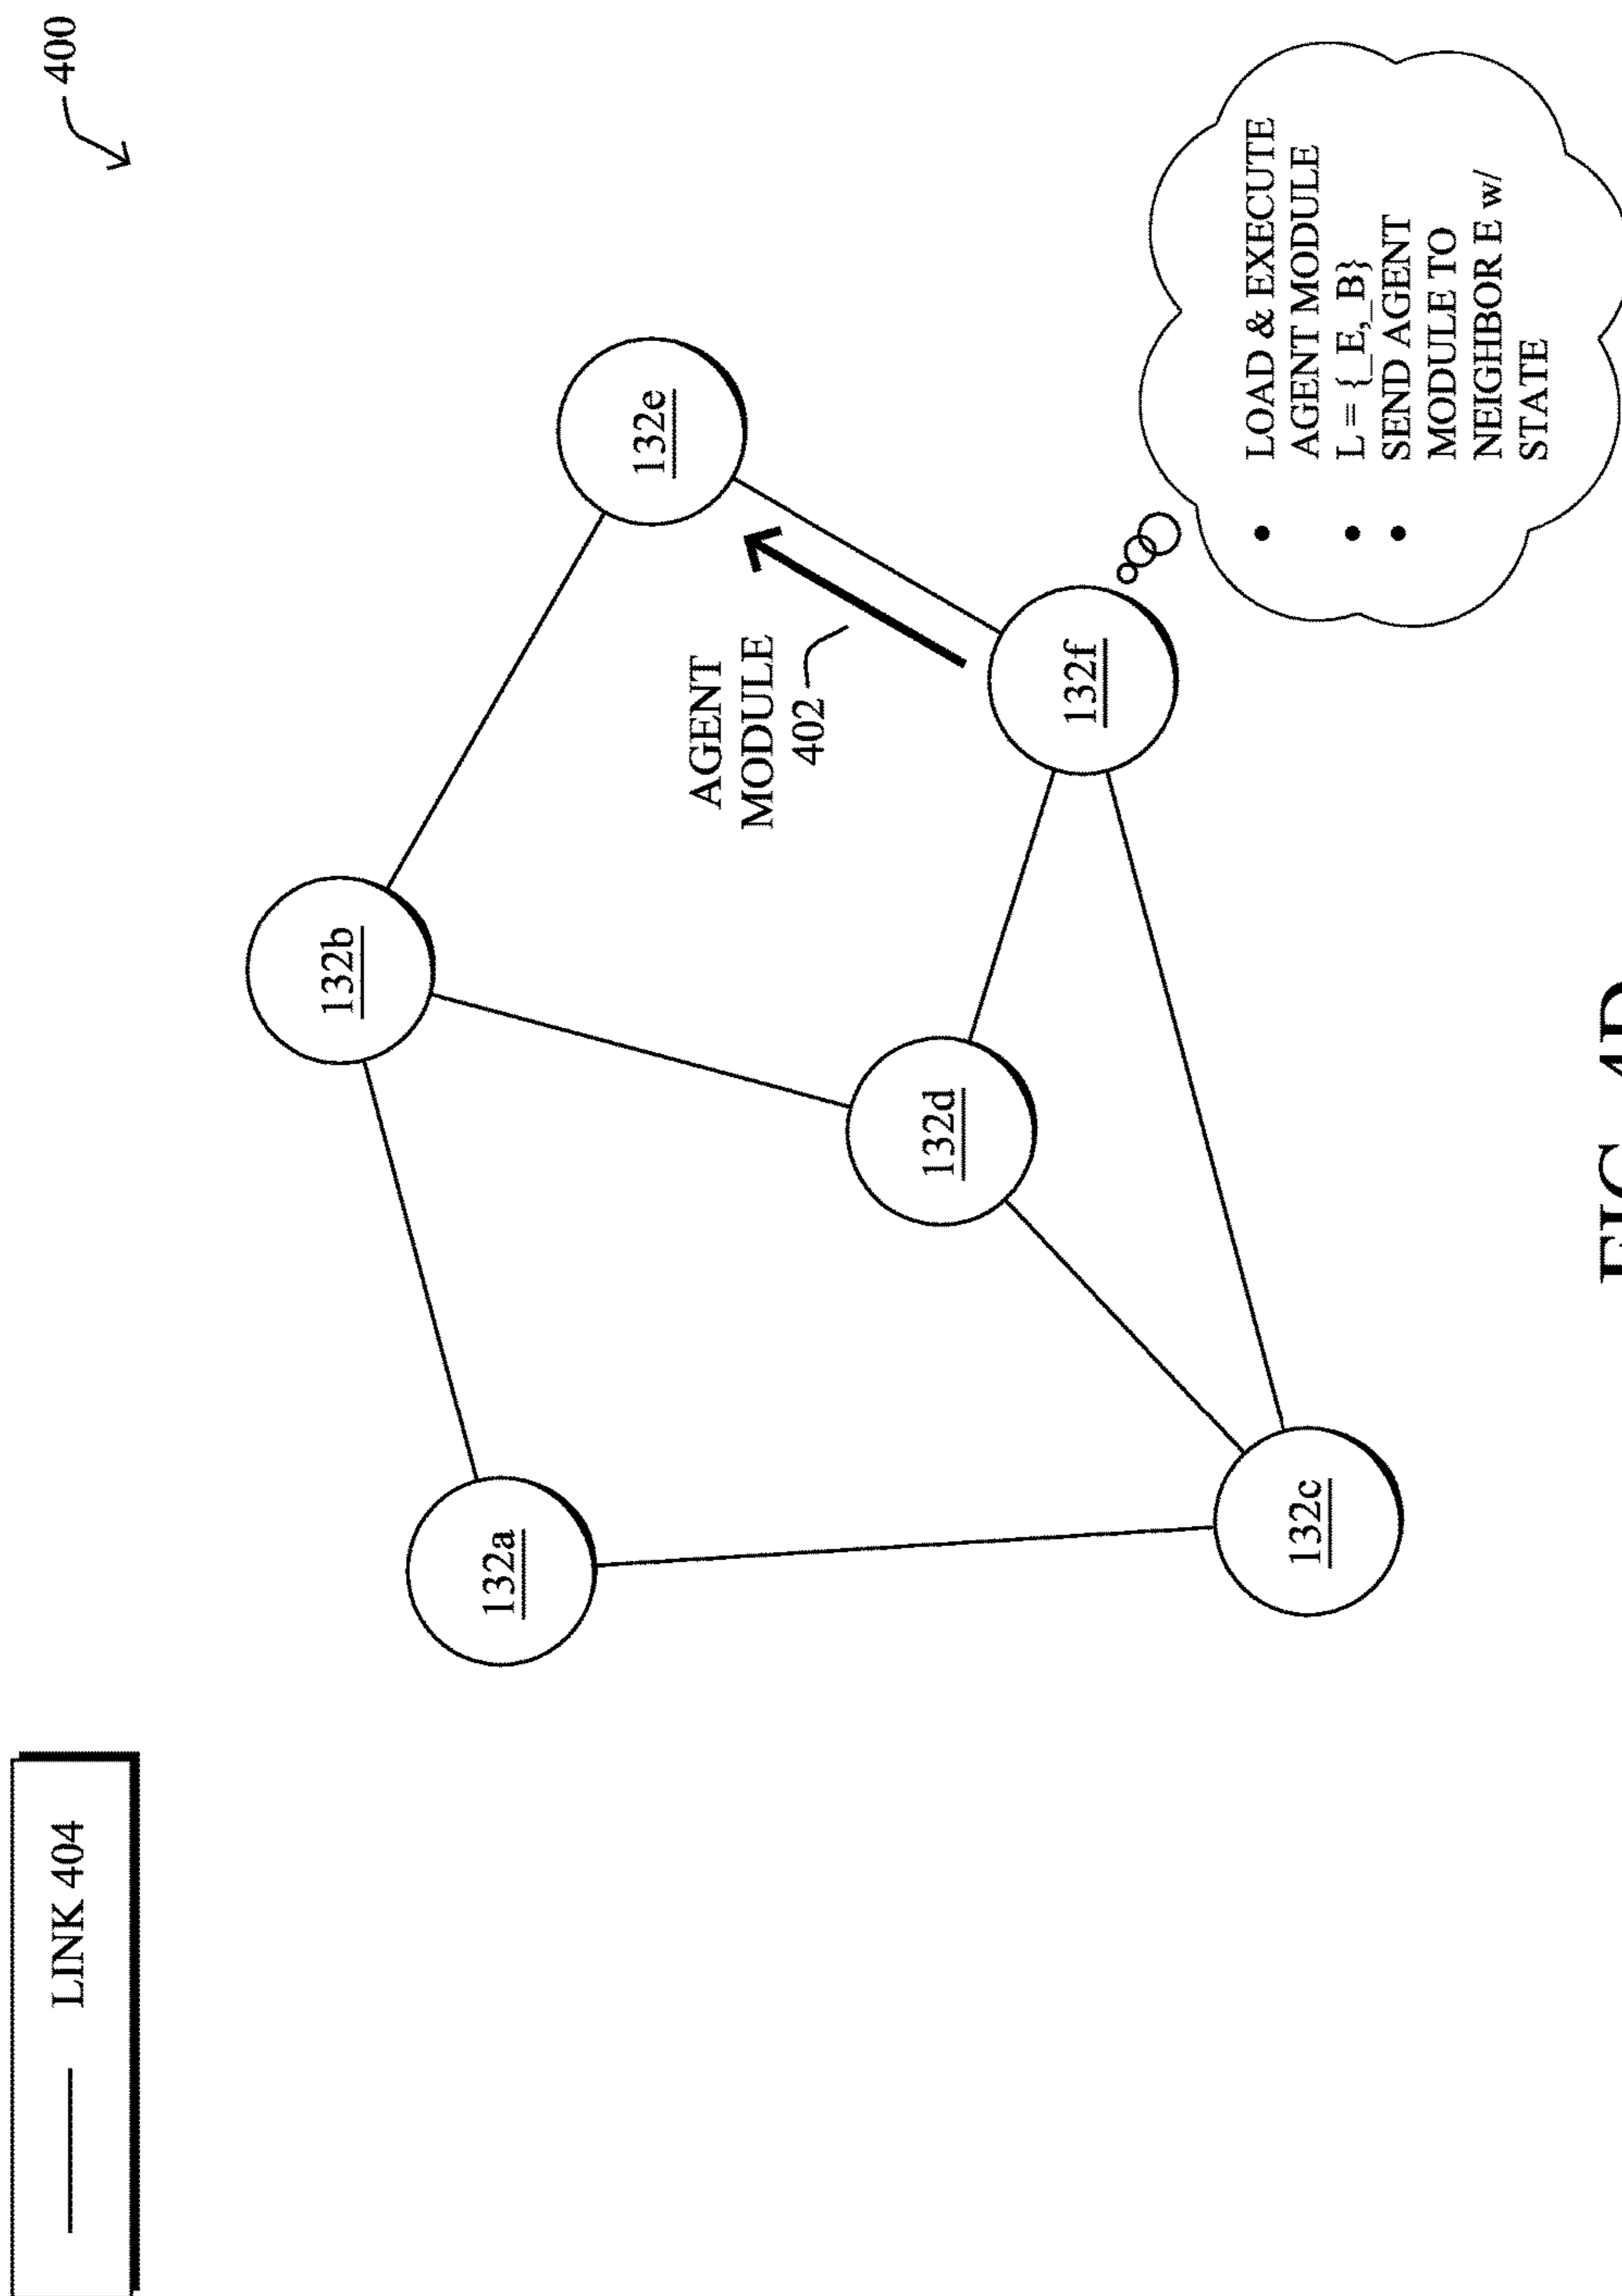 400
LINK 404
132b
132a
132e
AGENT
MODULE
402
132d
132f
132c
• LOAD & EXECUTE
AGENT MODULE
• L = {_E,_B}
• SEND AGENT
MODULE TO
NEIGHBOR E w/
STATE